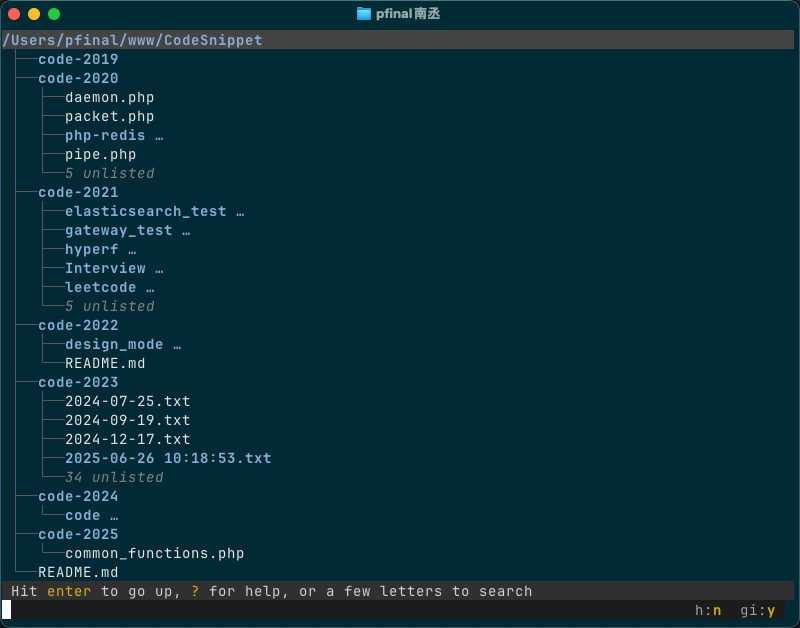 pfinal南丞
/Users/pfinal/www/CodeSnippet
code-2019
code-2020
daemon.php
packet.php
php-redis …
pipe.php
5 unlisted
code-2021
elasticsearch_test …
gateway_test …
hyperf …
Interview …
leetcode …
5 unlisted
code-2022
design_mode …
README.md
code-2023
2024-07-25.txt
2024-09-19.txt
2024-12-17.txt
2025-06-26 10:18:53.txt
34 unlisted
code-2024
code …
code-2025
common_functions.php
README.md
Hit enter to go up, ? for help, or a few letters to search
h:n gi:y